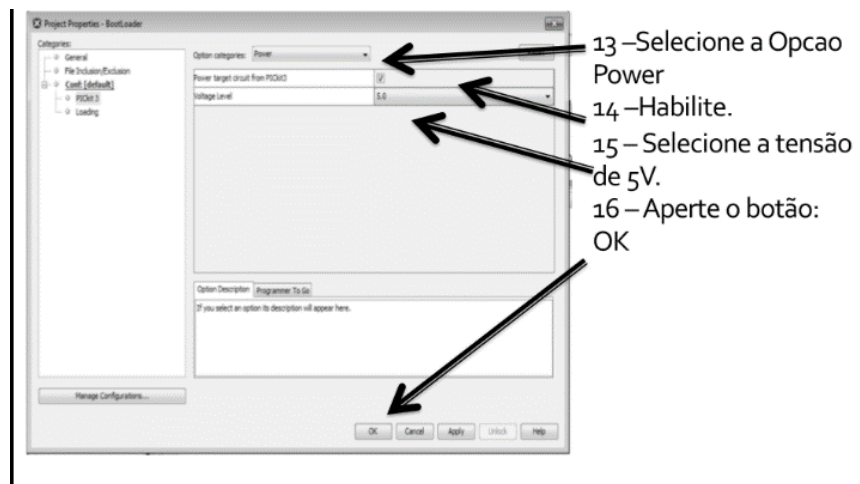 Project Properties - BootLoader
Categories:
General
File Inclusion/Exclusion
Conf: [default]
PICkit 3
Loading
Manage Configurations...
Option categories: Power
Power target circuit from PICkit3
Voltage Level 5.0
Option Description Programmer To Go
If you select an option its description will appear here.
OK Cancel Apply Unlock Help
13 –Selecione a Opcao
Power
14 –Habilite.
15 – Selecione a tensão
de 5V.
16 – Aperte o botão:
OK